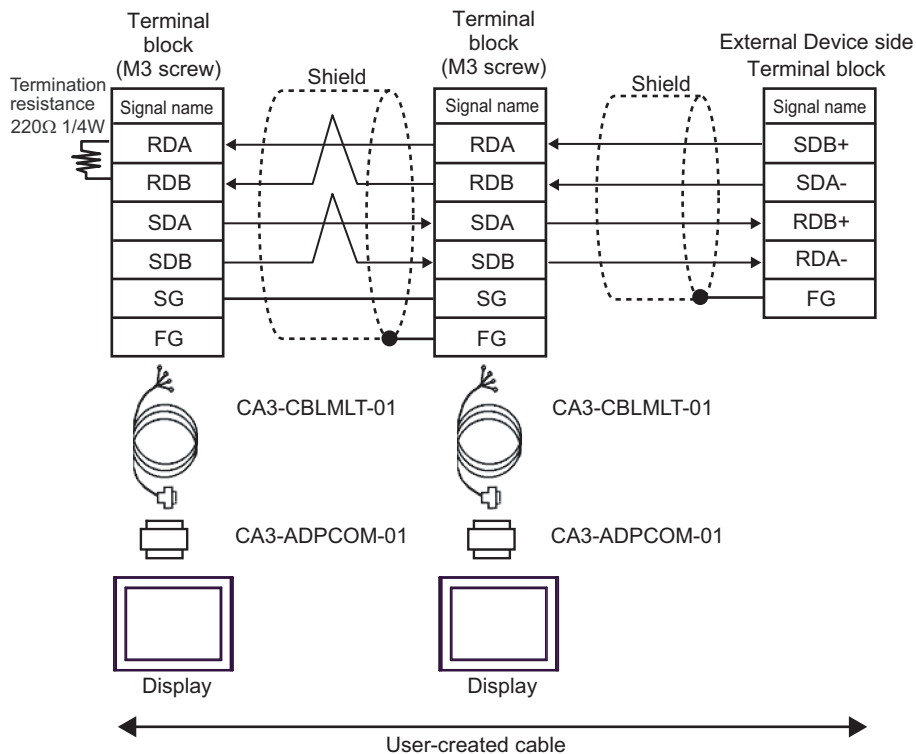 Terminal
block
(M3 screw)
Terminal
block
(M3 screw)
External Device side
Terminal block
Shield
Shield
Termination
resistance
220Ω 1/4W
Signal name
RDA
RDB
SDA
SDB
SG
FG
Signal name
RDA
RDB
SDA
SDB
SG
FG
Signal name
SDB+
SDA-
RDB+
RDA-
FG
CA3-CBLMLT-01
CA3-CBLMLT-01
CA3-ADPCOM-01
CA3-ADPCOM-01
Display
Display
User-created cable